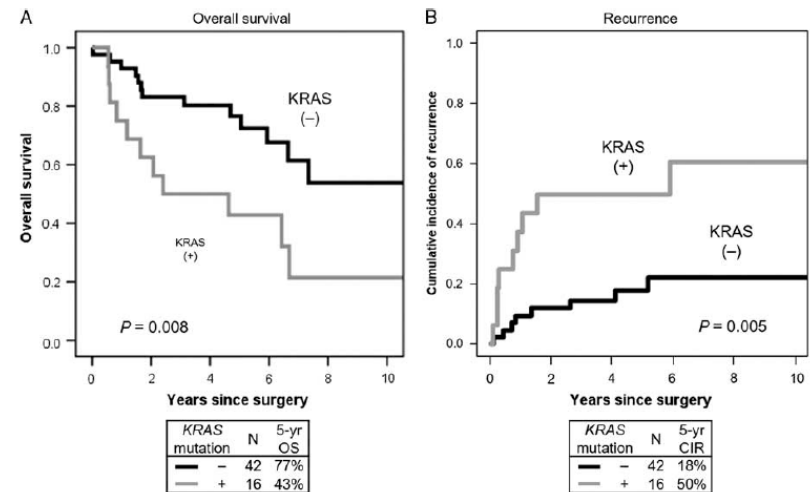 A
Overall survival
1.0
0.8
0.6
0.4
0.2
0.0
Overall survival
KRAS
(–)
KRAS
(+)
P = 0.008
0 2 4 6 8 10
Years since surgery
KRAS mutation N 5-yr OS
– 42 77%
+ 16 43%
B
Recurrence
1.0
0.8
0.6
0.4
0.2
0.0
Cumulative incidence of recurrence
KRAS
(+)
KRAS
(–)
P = 0.005
0 2 4 6 8 10
Years since surgery
KRAS mutation N 5-yr CIR
– 42 18%
+ 16 50%